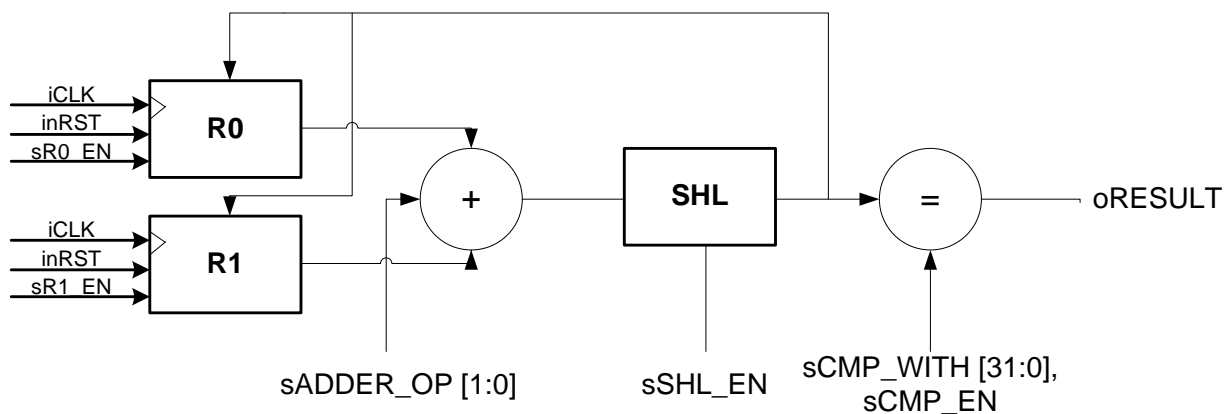 iCLK
inRST
sR0_EN
R0
iCLK
inRST
sR1_EN
R1
+
SHL
=
oRESULT
sADDER_OP [1:0]
sSHL_EN
sCMP_WITH [31:0],
sCMP_EN